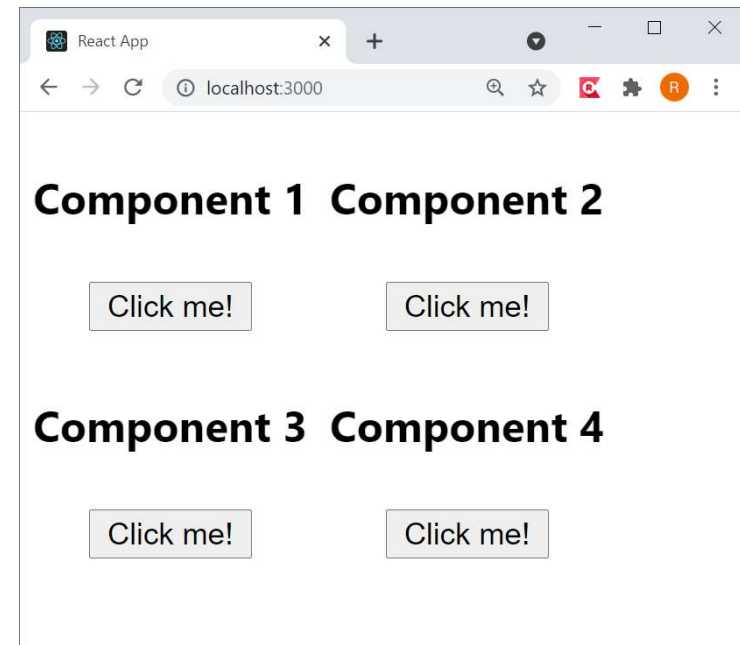 React App
localhost:3000
R
R
Component 1 Component 2
Click me! Click me!
Component 3 Component 4
Click me! Click me!